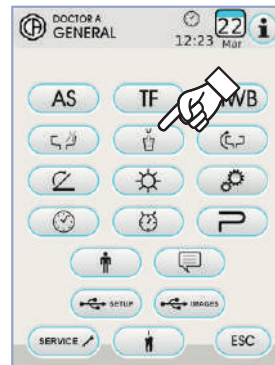 DOCTOR A
GENERAL
12:23
22
Mar
i
AS
TF
WB
SETUP
IMAGES
SERVICE
ESC